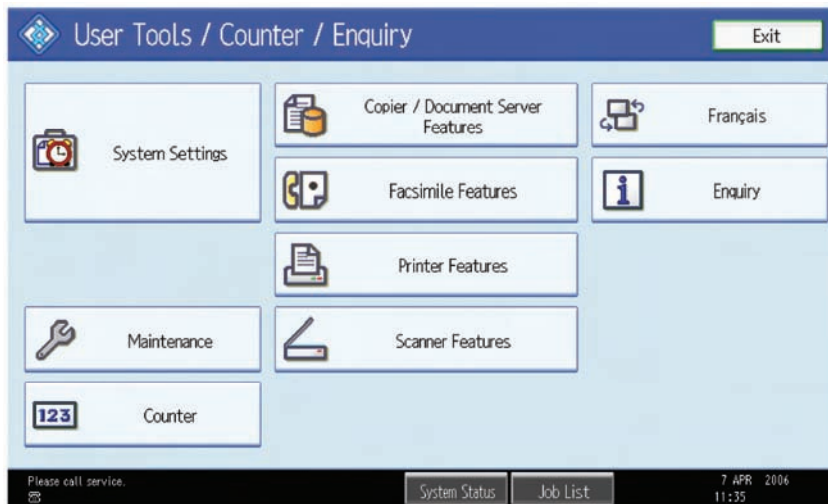 User Tools / Counter / Enquiry
Exit
System Settings
Copier / Document Server
Features
Français
Facsimile Features
Enquiry
Printer Features
Maintenance
Scanner Features
123
Counter
Please call service.
System Status
Job List
7 APR 2006
11:35